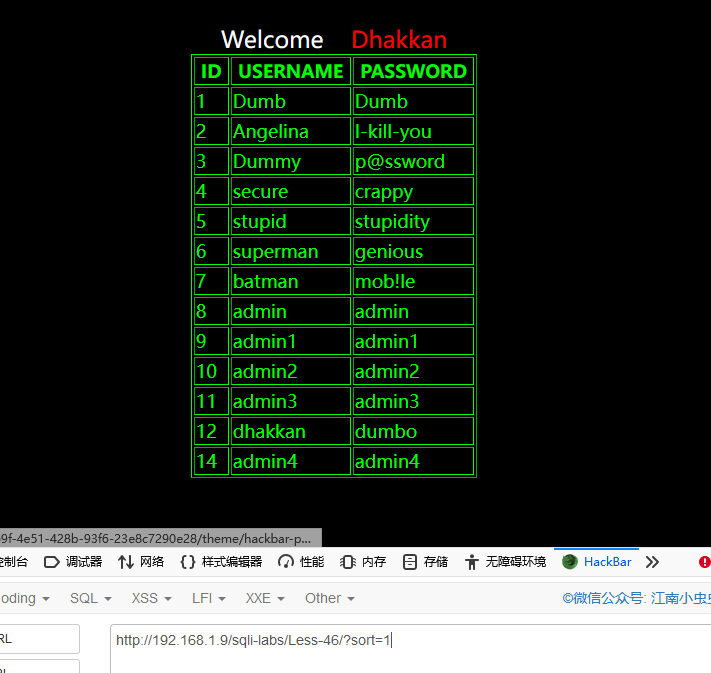 Welcome Dhakkan
ID USERNAME PASSWORD
1 Dumb Dumb
2 Angelina I-kill-you
3 Dummy p@ssword
4 secure crappy
5 stupid stupidity
6 superman genious
7 batman mob!le
8 admin admin
9 admin1 admin1
10 admin2 admin2
11 admin3 admin3
12 dhakkan dumbo
14 admin4 admin4
9f-4e51-428b-93f6-23e8c7290e28/theme/hackbar-p...
控制台 调试器 网络 样式编辑器 性能 内存 存储 无障碍环境 HackBar
oding SQL XSS LFI XXE Other ©微信公众号: 江南小虫虫
RL http://192.168.1.9/sqli-labs/Less-46/?sort=1